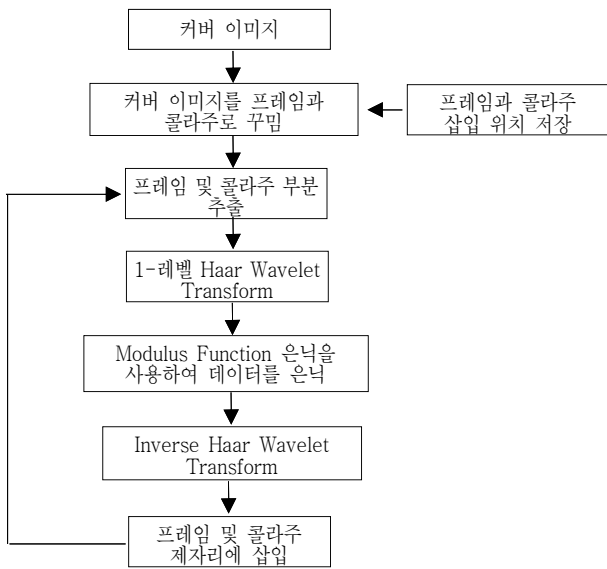 커버 이미지
커버 이미지를 프레임과
콜라주로 꾸밈
프레임과 콜라주
삽입 위치 저장
프레임 및 콜라주 부분
추출
1-레벨 Haar Wavelet
Transform
Modulus Function 은닉을
사용하여 데이터를 은닉
Inverse Haar Wavelet
Transform
프레임 및 콜라주
제자리에 삽입